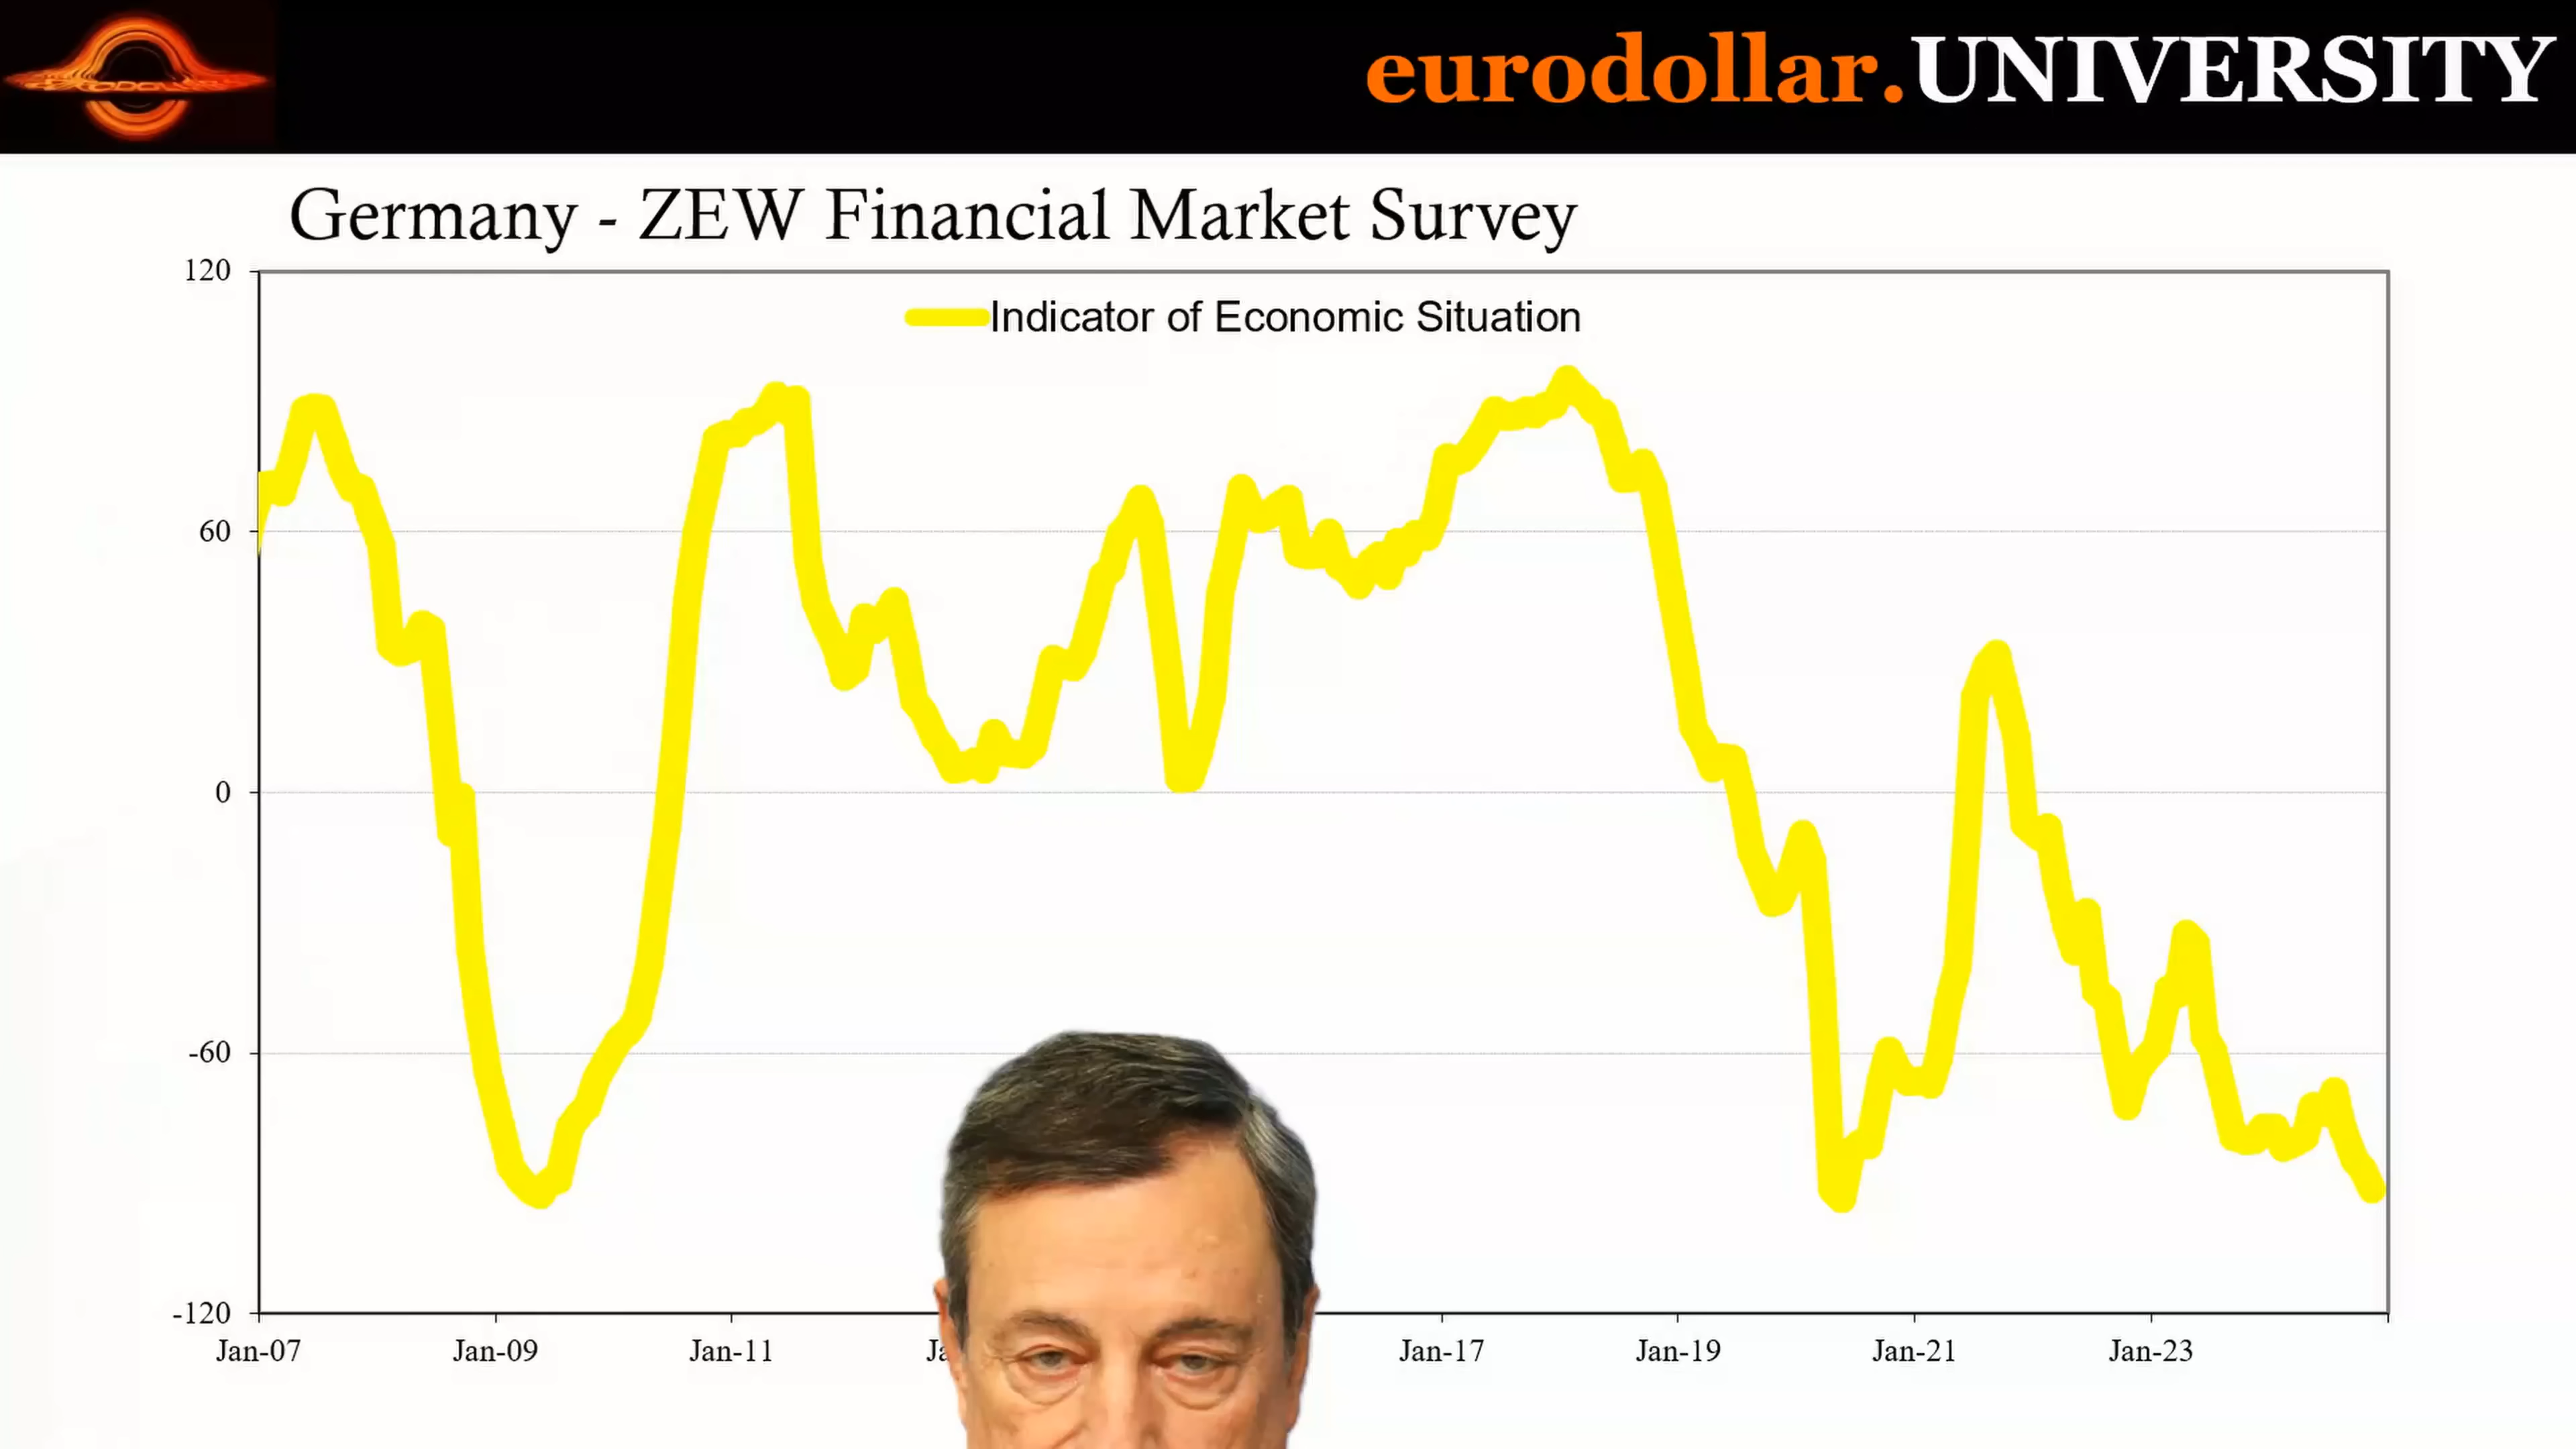 eurodollar.UNIVERSITY
Germany - ZEW Financial Market Survey
120
Indicator of Economic Situation
60
0
-60
-120
Jan-07 Jan-09 Jan-11 Jan-17 Jan-19 Jan-21 Jan-23